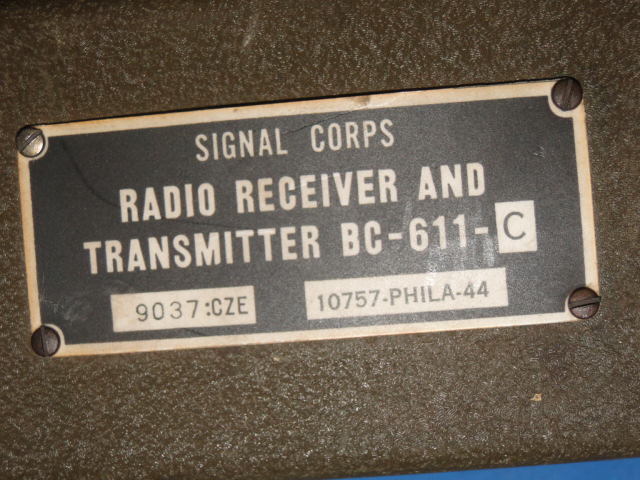 SIGNAL CORPS
RADIO RECEIVER AND
TRANSMITTER BC-611-C
9037:CZE 10757-PHILA-44